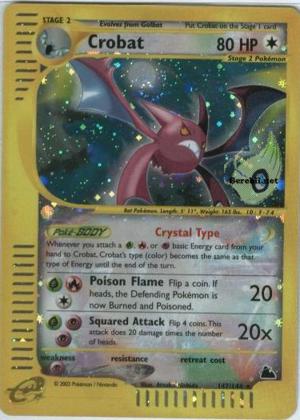 STAGE 2
Evolves from Golbat
Put Crobat on the Stage 1 card
Crobat
80 HP
Stage 2 Pokémon
Serebii.net
Bat Pokémon. Length: 5' 11", Weight: 165 lbs.
Poké-BODY
Crystal Type
Whenever you attach a , or basic Energy card from your
hand to Crobat, Crobat's type (color) becomes the same as that
type of Energy until the end of the turn.
Poison Flame Flip a coin. If
heads, the Defending Pokémon is
now Burned and Poisoned.
20
Squared Attack Flip 4 coins. This
attack does 20 damage times the
number of heads.
20x
weakness
resistance
retreat cost
Illus.
©2002 Pokémon / Nintendo
147/144